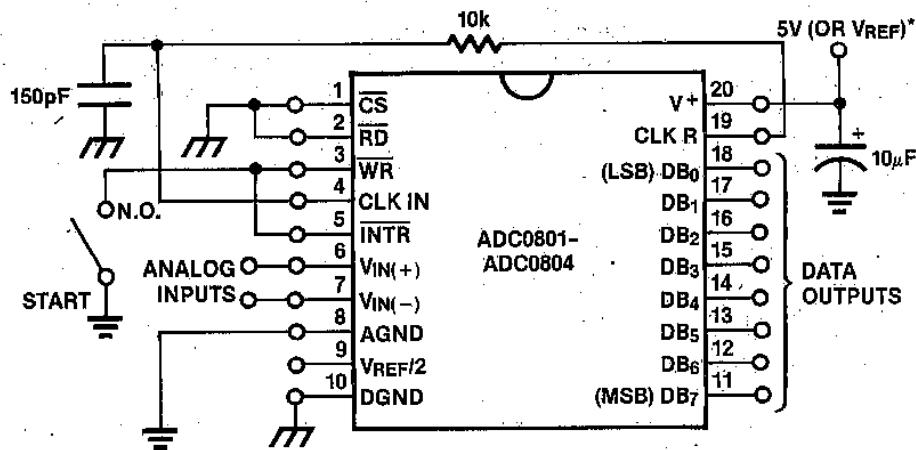 10k
5V (OR VREF)*
150pF
10µF
+
N.O.
START
ANALOG
INPUTS
1 CS
2 RD
3 WR
4 CLK IN
5 INTR
6 VIN(+)
7 VIN(−)
8 AGND
9 VREF/2
10 DGND
ADC0801-
ADC0804
20 V+
19 CLK R
18 (LSB) DB0
17 DB1
16 DB2
15 DB3
14 DB4
13 DB5
12 DB6
11 (MSB) DB7
DATA
OUTPUTS